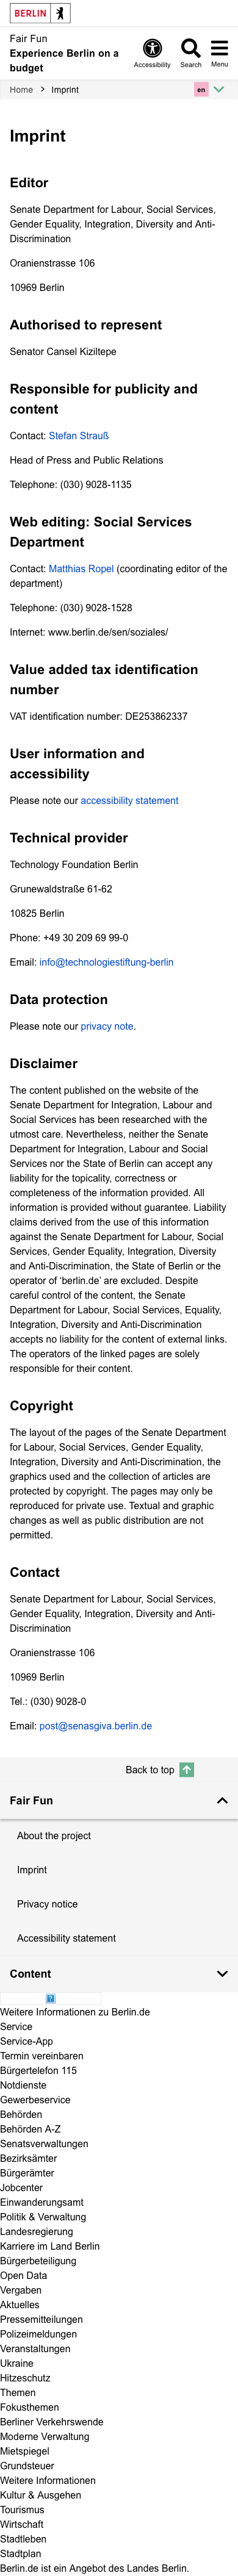 BERLIN
Fair Fun
Experience Berlin on a
budget
Accessibility
Search
Menu
Home > Imprint
en
Imprint
Editor
Senate Department for Labour, Social Services,
Gender Equality, Integration, Diversity and Anti-
Discrimination
Oranienstrasse 106
10969 Berlin
Authorised to represent
Senator Cansel Kiziltepe
Responsible for publicity and
content
Contact: Stefan Strauß
Head of Press and Public Relations
Telephone: (030) 9028-1135
Web editing: Social Services
Department
Contact: Matthias Ropel (coordinating editor of the
department)
Telephone: (030) 9028-1528
Internet: www.berlin.de/sen/soziales/
Value added tax identification
number
VAT identification number: DE253862337
User information and
accessibility
Please note our accessibility statement
Technical provider
Technology Foundation Berlin
Grunewaldstraße 61-62
10825 Berlin
Phone: +49 30 209 69 99-0
Email: info@technologiestiftung-berlin
Data protection
Please note our privacy note.
Disclaimer
The content published on the website of the
Senate Department for Integration, Labour and
Social Services has been researched with the
utmost care. Nevertheless, neither the Senate
Department for Integration, Labour and Social
Services nor the State of Berlin can accept any
liability for the topicality, correctness or
completeness of the information provided. All
information is provided without guarantee. Liability
claims derived from the use of this information
against the Senate Department for Labour, Social
Services, Gender Equality, Integration, Diversity
and Anti-Discrimination, the State of Berlin or the
operator of ‘berlin.de’ are excluded. Despite
careful control of the content, the Senate
Department for Labour, Social Services, Equality,
Integration, Diversity and Anti-Discrimination
accepts no liability for the content of external links.
The operators of the linked pages are solely
responsible for their content.
Copyright
The layout of the pages of the Senate Department
for Labour, Social Services, Gender Equality,
Integration, Diversity and Anti-Discrimination, the
graphics used and the collection of articles are
protected by copyright. The pages may only be
reproduced for private use. Textual and graphic
changes as well as public distribution are not
permitted.
Contact
Senate Department for Labour, Social Services,
Gender Equality, Integration, Diversity and Anti-
Discrimination
Oranienstrasse 106
10969 Berlin
Tel.: (030) 9028-0
Email: post@senasgiva.berlin.de
Back to top
Fair Fun
About the project
Imprint
Privacy notice
Accessibility statement
Content
Weitere Informationen zu Berlin.de
Service
Service-App
Termin vereinbaren
Bürgertelefon 115
Notdienste
Gewerbeservice
Behörden
Behörden A-Z
Senatsverwaltungen
Bezirksämter
Bürgerämter
Jobcenter
Einwanderungsamt
Politik & Verwaltung
Landesregierung
Karriere im Land Berlin
Bürgerbeteiligung
Open Data
Vergaben
Aktuelles
Pressemitteilungen
Polizeimeldungen
Veranstaltungen
Ukraine
Hitzeschutz
Themen
Fokusthemen
Berliner Verkehrswende
Moderne Verwaltung
Mietspiegel
Grundsteuer
Weitere Informationen
Kultur & Ausgehen
Tourismus
Wirtschaft
Stadtleben
Stadtplan
Berlin.de ist ein Angebot des Landes Berlin.